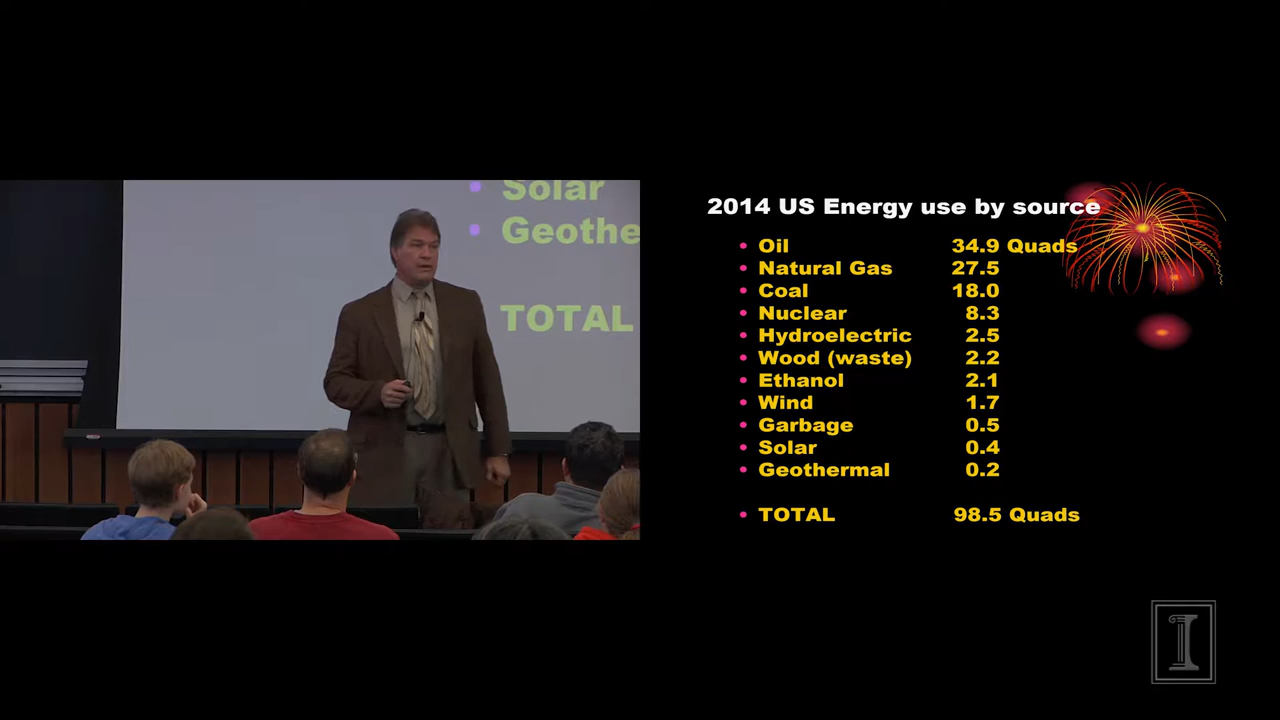 Solar
Geothe
TOTAL
2014 US Energy use by source
• Oil 34.9 Quads
• Natural Gas 27.5
• Coal 18.0
• Nuclear 8.3
• Hydroelectric 2.5
• Wood (waste) 2.2
• Ethanol 2.1
• Wind 1.7
• Garbage 0.5
• Solar 0.4
• Geothermal 0.2
• TOTAL 98.5 Quads
I